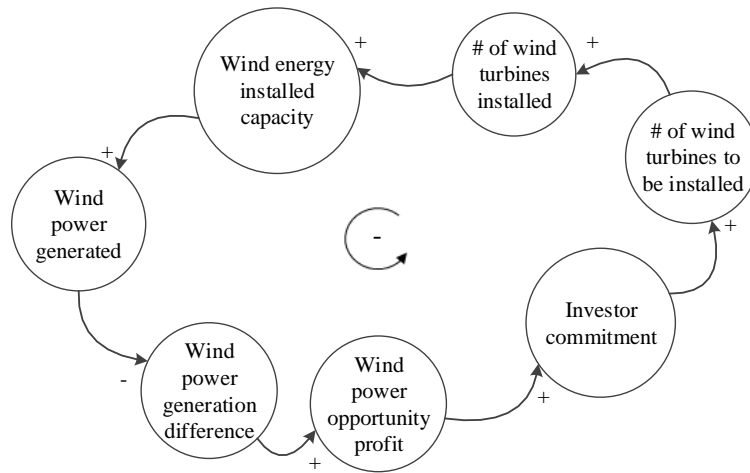 Wind energy
installed
capacity
+
# of wind
turbines
installed
+
# of wind
turbines to
be installed
+
Wind
power
generated
+
-
Investor
commitment
+
Wind
power
opportunity
profit
+
Wind
power
generation
difference
-